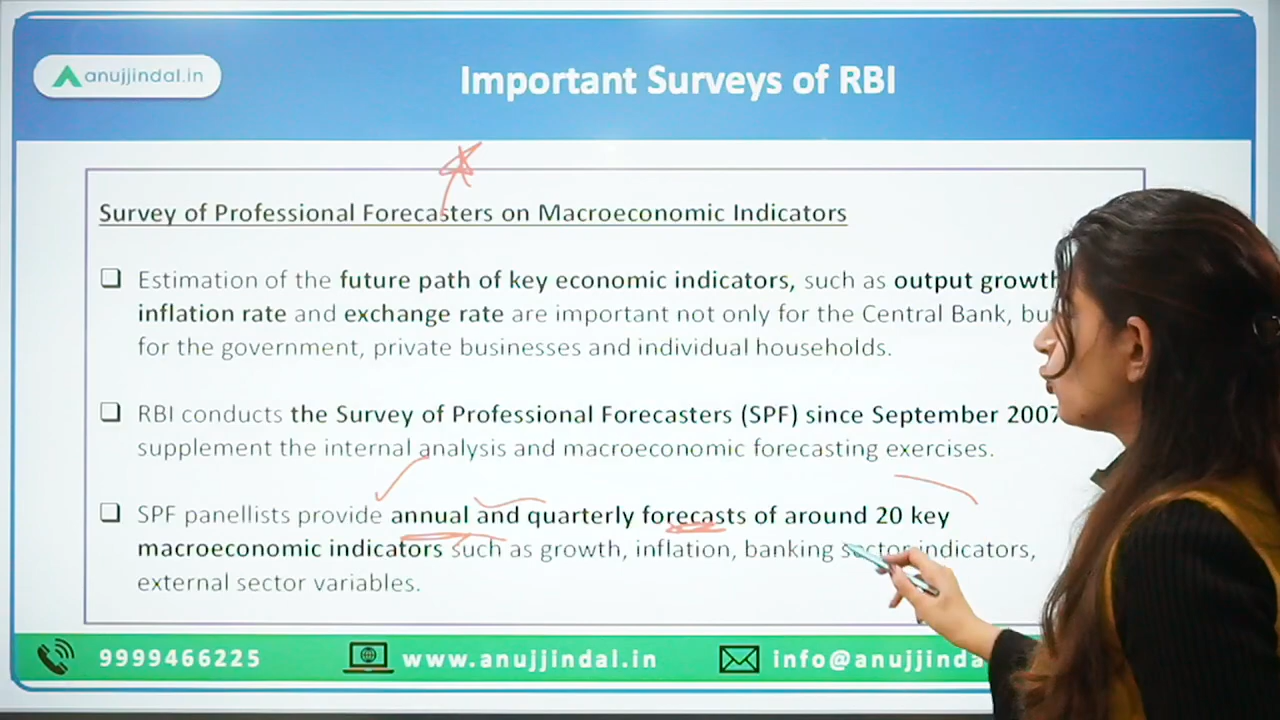 anujjindal.in
Important Surveys of RBI
Survey of Professional Forecasters on Macroeconomic Indicators
Estimation of the future path of key economic indicators, such as output growth
inflation rate and exchange rate are important not only for the Central Bank,
for the government, private businesses and individual households.
RBI conducts the Survey of Professional Forecasters (SPF) since September 2007
supplement the internal analysis and macroeconomic forecasting exercises.
SPF panellists provide annual and quarterly forecasts of around 20 key
macroeconomic indicators such as growth, inflation, banking sector indicators,
external sector variables.
9999466225
www.anujjindal.in
info@anujjinda